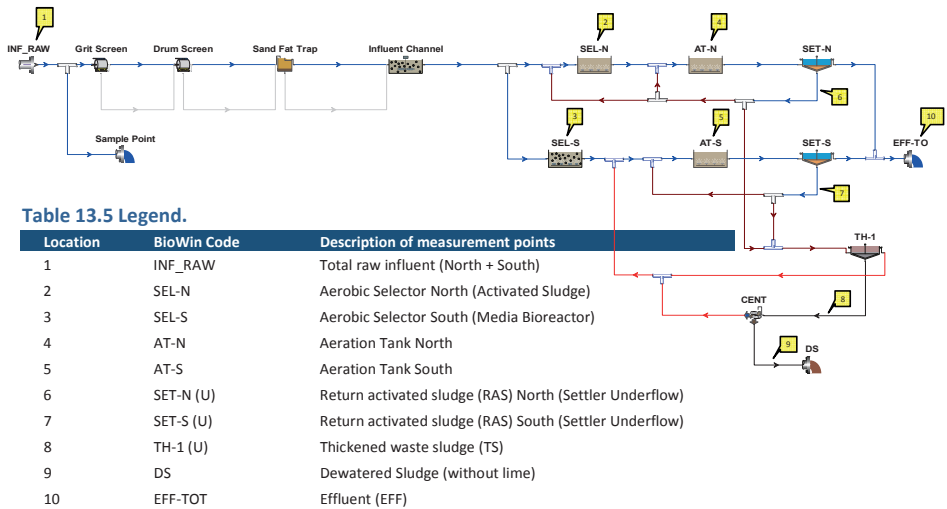 1
2
4
INF_RAW
Grit Screen
Drum Screen
Sand Fat Trap
Influent Channel
SEL-N
AT-N
SET-N
6
3
5
10
Sample Point
SEL-S
AT-S
SET-S
EFF-TO
7
TH-1
CENT
8
9
DS
Table 13.5 Legend.
Location BioWin Code Description of measurement points
1 INF_RAW Total raw influent (North + South)
2 SEL-N Aerobic Selector North (Activated Sludge)
3 SEL-S Aerobic Selector South (Media Bioreactor)
4 AT-N Aeration Tank North
5 AT-S Aeration Tank South
6 SET-N (U) Return activated sludge (RAS) North (Settler Underflow)
7 SET-S (U) Return activated sludge (RAS) South (Settler Underflow)
8 TH-1 (U) Thickened waste sludge (TS)
9 DS Dewatered Sludge (without lime)
10 EFF-TOT Effluent (EFF)